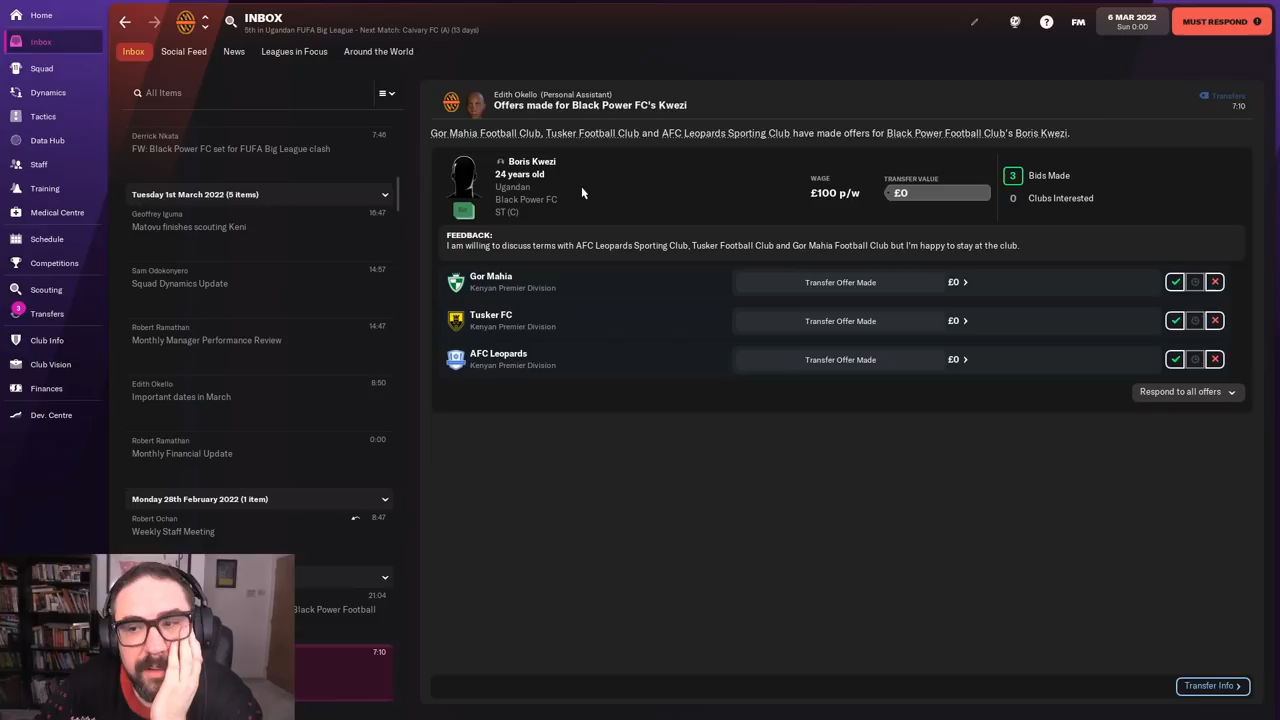 Home
Inbox
Squad
Dynamics
Tactics
Data Hub
Staff
Training
Medical Centre
Schedule
Competitions
Scouting
3
Transfers
Club Info
Club Vision
Finances
Dev. Centre
INBOX
5th in Ugandan FUFA Big League - Next Match: Calvary FC (A) (13 days)
FM
6 MAR 2022
Sun 0:00
MUST RESPOND
Inbox
Social Feed
News
Leagues in Focus
Around the World
All Items
Derrick Nkata
7:46
FW: Black Power FC set for FUFA Big League clash
Tuesday 1st March 2022 (5 items)
Geoffrey Iguma
16:47
Matovu finishes scouting Keni
Sam Odokonyero
14:57
Squad Dynamics Update
Robert Ramathan
14:47
Monthly Manager Performance Review
Edith Okello
8:50
Important dates in March
Robert Ramathan
0:00
Monthly Financial Update
Monday 28th February 2022 (1 item)
Robert Ochan
8:47
Weekly Staff Meeting
21:04
Black Power Football
7:10
Edith Okello (Personal Assistant)
Offers made for Black Power FC's Kwezi
Transfers
7:10
Gor Mahia Football Club, Tusker Football Club and AFC Leopards Sporting Club have made offers for Black Power Football Club's Boris Kwezi.
Boris Kwezi
24 years old
Ugandan
Black Power FC
ST (C)
WAGE
£100 p/w
TRANSFER VALUE
£0
3 Bids Made
0 Clubs Interested
FEEDBACK:
I am willing to discuss terms with AFC Leopards Sporting Club, Tusker Football Club and Gor Mahia Football Club but I'm happy to stay at the club.
Gor Mahia
Kenyan Premier Division
Transfer Offer Made £0
Tusker FC
Kenyan Premier Division
Transfer Offer Made £0
AFC Leopards
Kenyan Premier Division
Transfer Offer Made £0
Respond to all offers
Transfer Info